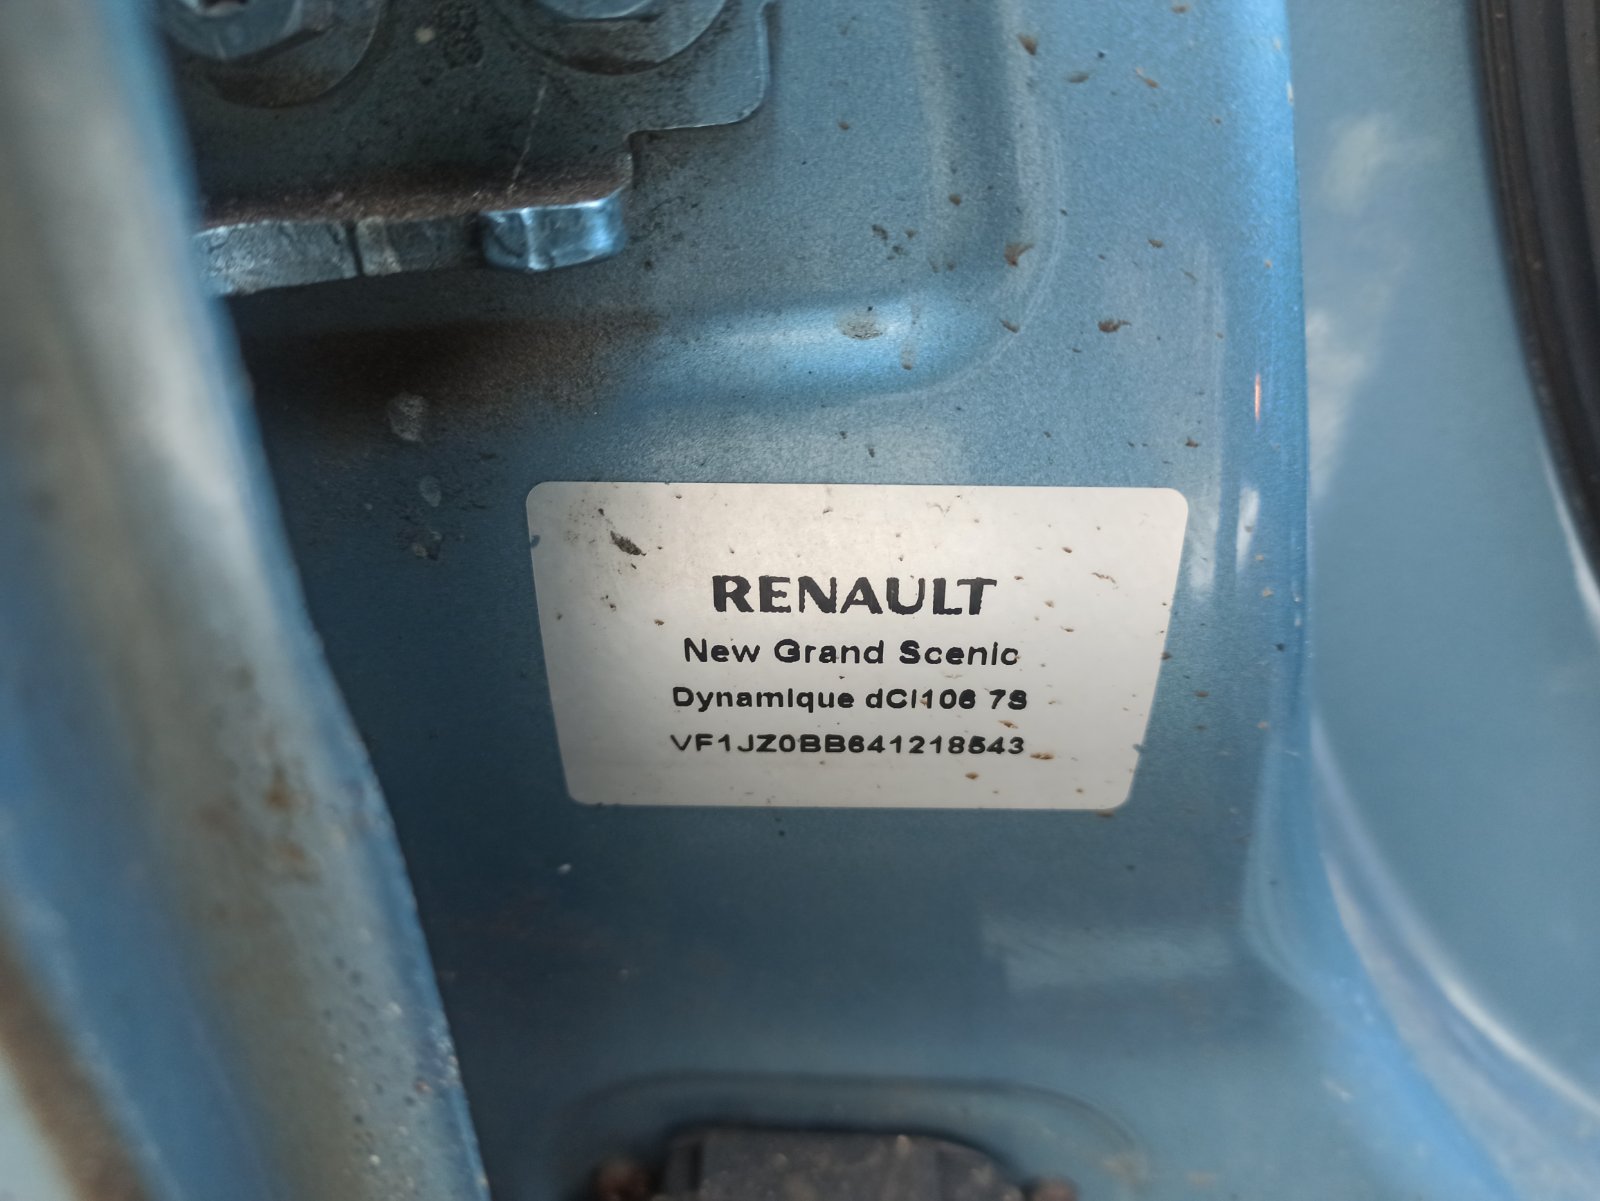 RENAULT
New Grand Scenic
Dynamique dCi106 7S
VF1JZ0BB641218543